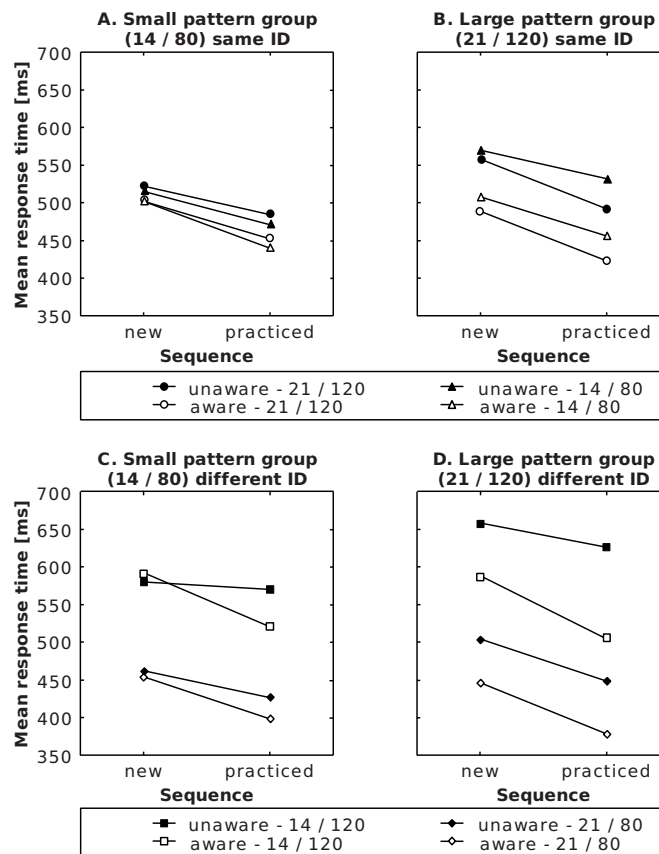 A. Small pattern group
(14 / 80) same ID
B. Large pattern group
(21 / 120) same ID
Mean response time [ms]
700
650
600
550
500
450
400
350
new practiced
new practiced
Sequence
Sequence
unaware - 21 / 120
unaware - 14 / 80
aware - 21 / 120
aware - 14 / 80
C. Small pattern group
(14 / 80) different ID
D. Large pattern group
(21 / 120) different ID
Mean response time [ms]
700
650
600
550
500
450
400
350
new practiced
new practiced
Sequence
Sequence
unaware - 14 / 120
unaware - 21 / 80
aware - 14 / 120
aware - 21 / 80